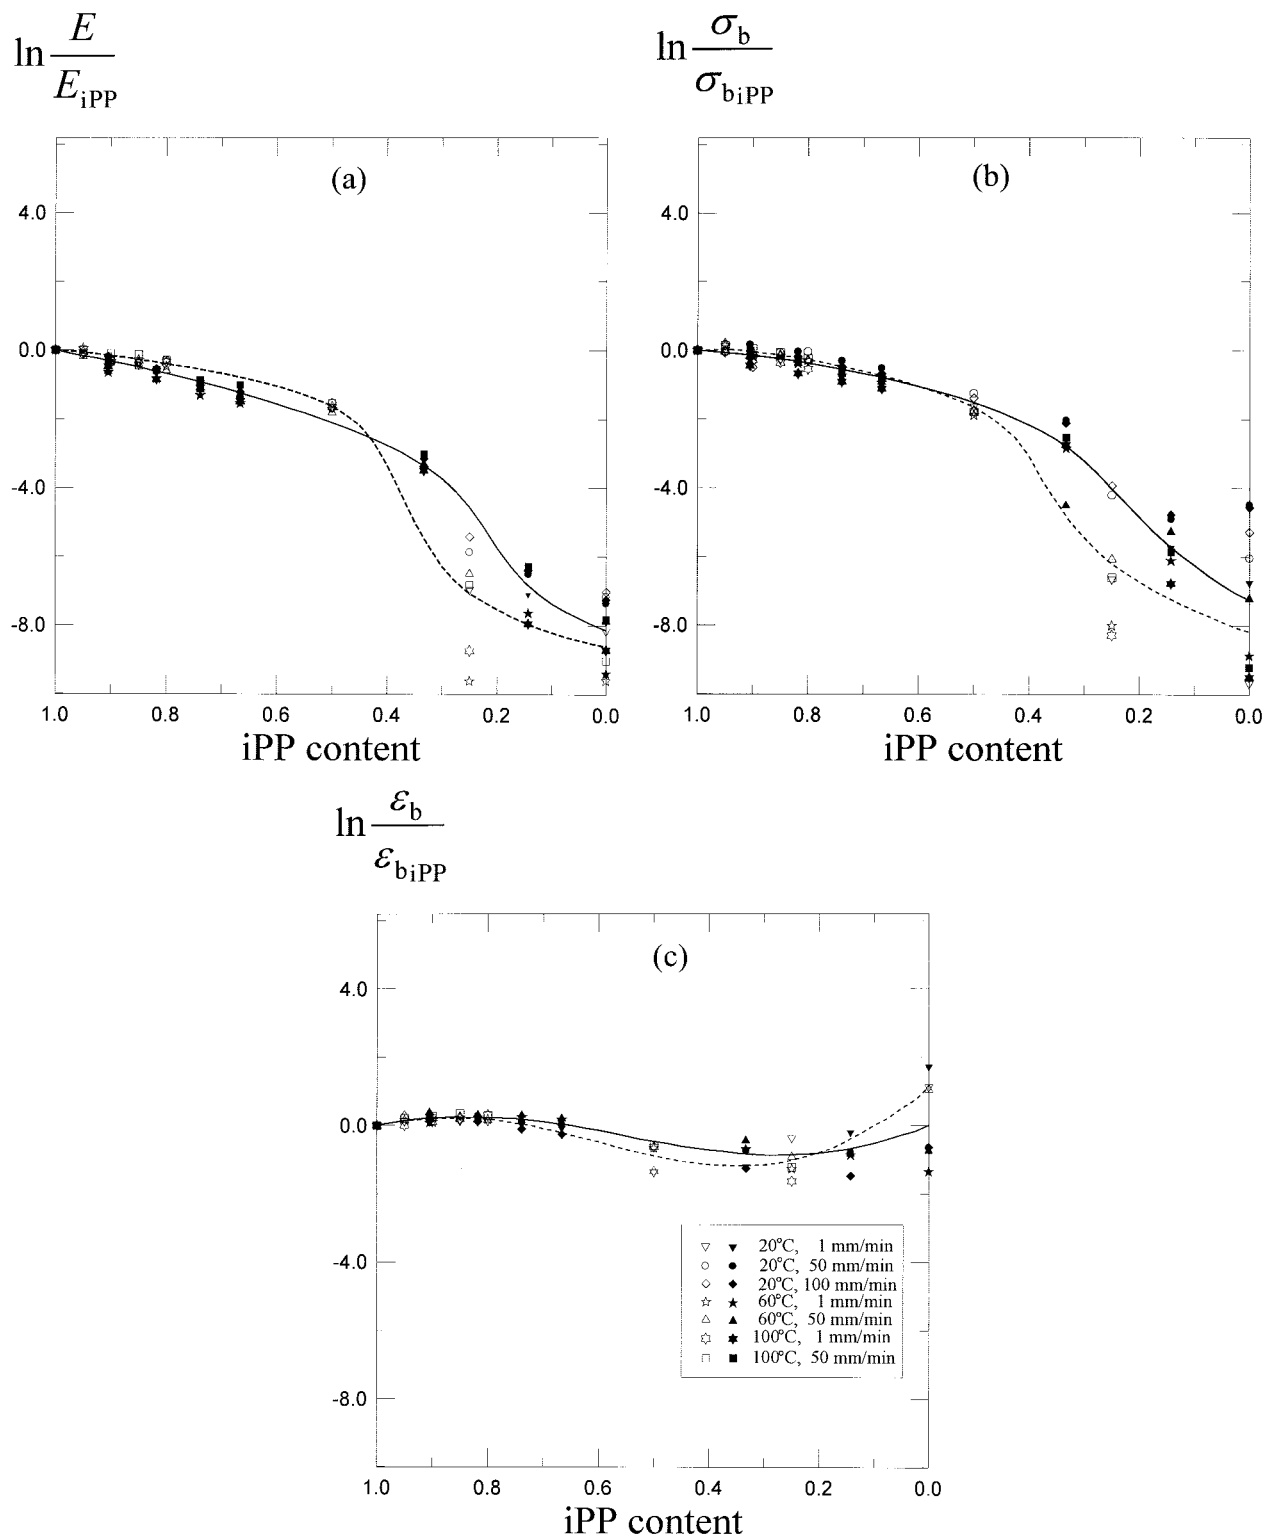 ln E/E_iPP
ln σ_b/σ_b_iPP
(a)
(b)
4.0
0.0
-4.0
-8.0
4.0
0.0
-4.0
-8.0
1.0 0.8 0.6 0.4 0.2 0.0
1.0 0.8 0.6 0.4 0.2 0.0
iPP content
iPP content
ln ε_b/ε_b_iPP
(c)
4.0
0.0
-4.0
-8.0
▽ ▼ 20°C, 1 mm/min
○ ● 20°C, 50 mm/min
◇ ◆ 20°C, 100 mm/min
☆ ★ 60°C, 1 mm/min
△ ▲ 60°C, 50 mm/min
✡ ✶ 100°C, 1 mm/min
□ ■ 100°C, 50 mm/min
1.0 0.8 0.6 0.4 0.2 0.0
iPP content